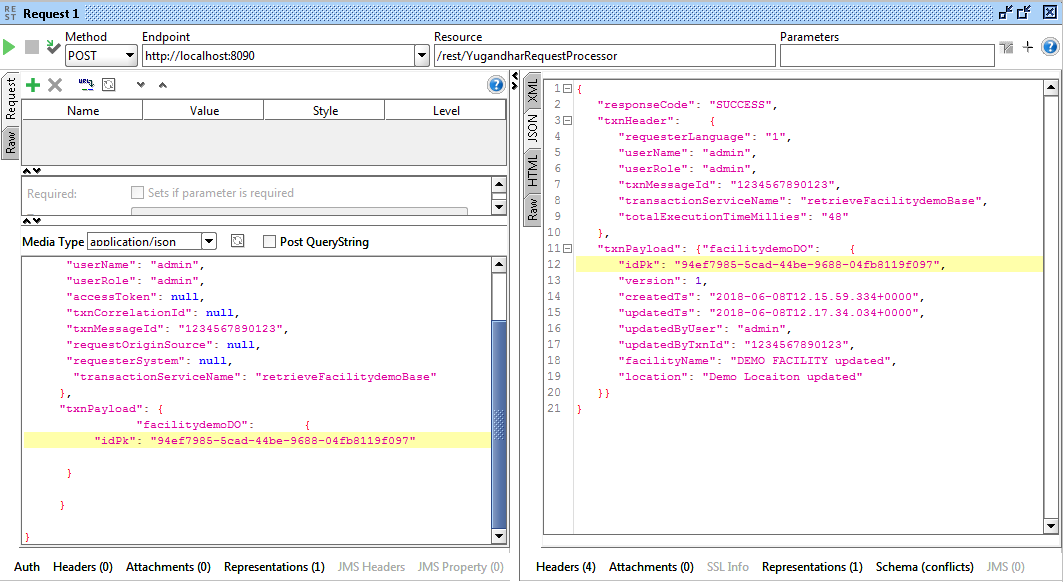 REST Request 1
Method Endpoint Resource Parameters
POST http://localhost:8090 /rest/YugandharRequestProcessor
Request
Raw
Name Value Style Level
Required: Sets if parameter is required
Media Type application/json Post QueryString
"userName": "admin",
"userRole": "admin",
"accessToken": null,
"txnCorrelationId": null,
"txnMessageId": "1234567890123",
"requestOriginSource": null,
"requesterSystem": null,
"transactionServiceName": "retrieveFacilitydemoBase"
},
"txnPayload": {
"facilitydemoDO": {
"idPk": "94ef7985-5cad-44be-9688-04fb8119f097"
}
}
}
Auth Headers (0) Attachments (0) Representations (1) JMS Headers JMS Property (0)
XML
JSON
HTML
Raw
1 {
2 "responseCode": "SUCCESS",
3 "txnHeader": {
4 "requesterLanguage": "1",
5 "userName": "admin",
6 "userRole": "admin",
7 "txnMessageId": "1234567890123",
8 "transactionServiceName": "retrieveFacilitydemoBase",
9 "totalExecutionTimeMillies": "48"
10 },
11 "txnPayload": {"facilitydemoDO": {
12 "idPk": "94ef7985-5cad-44be-9688-04fb8119f097",
13 "version": 1,
14 "createdTs": "2018-06-08T12.15.59.334+0000",
15 "updatedTs": "2018-06-08T12.17.34.034+0000",
16 "updatedByUser": "admin",
17 "updatedByTxnId": "1234567890123",
18 "facilityName": "DEMO FACILITY updated",
19 "location": "Demo Locaiton updated"
20 }}
21 }
Headers (4) Attachments (0) SSL Info Representations (1) Schema (conflicts) JMS (0)